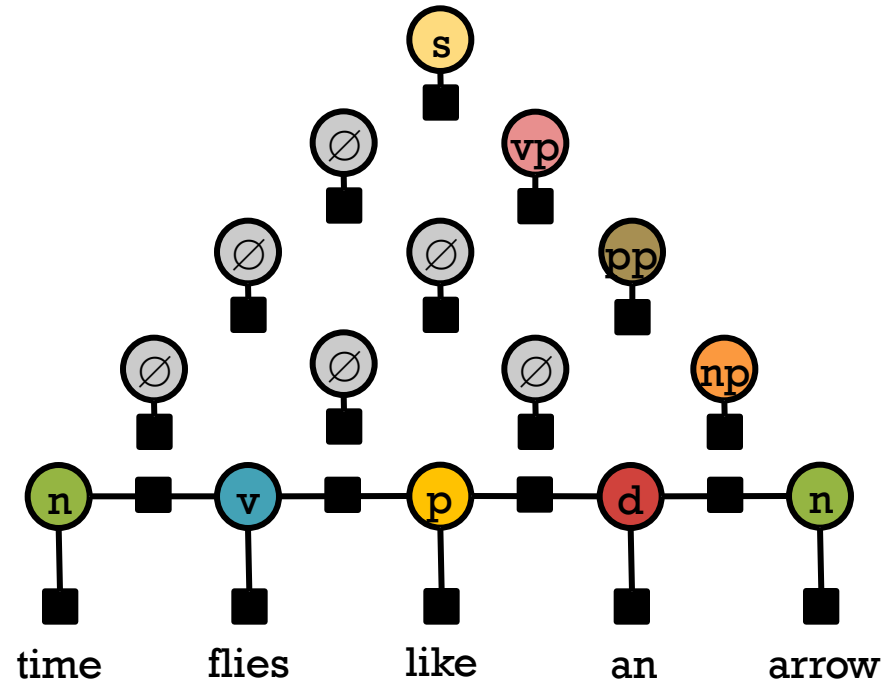 s
∅ vp
∅ ∅ pp
∅ ∅ ∅ np
n v p d n
time flies like an arrow